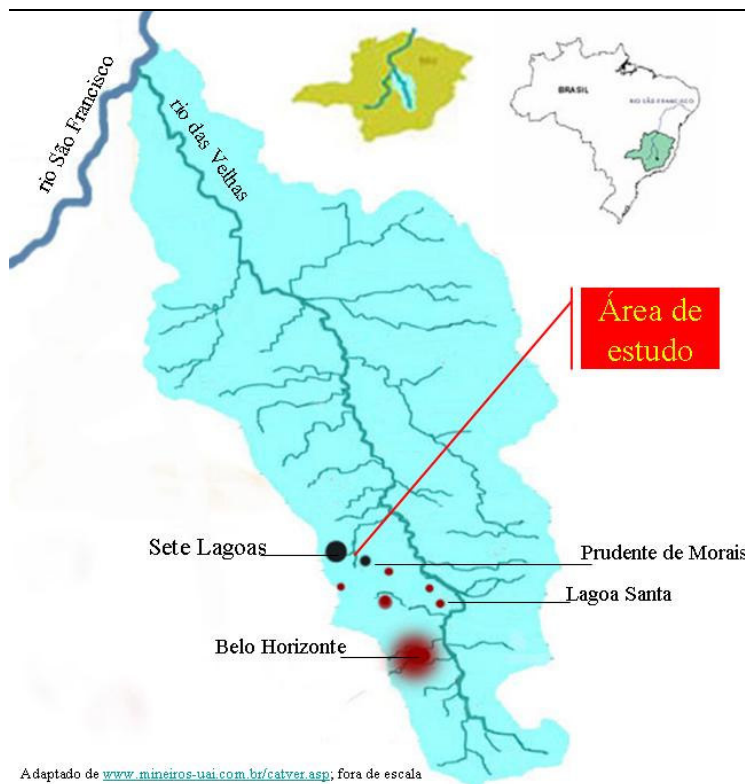 BRASIL
RIO SÃO FRANCISCO
rio São Francisco
rio das Velhas
Área de
estudo
Sete Lagoas
Prudente de Morais
Lagoa Santa
Belo Horizonte
Adaptado de www.mineiros-uai.com.br/catver.asp; fora de escala